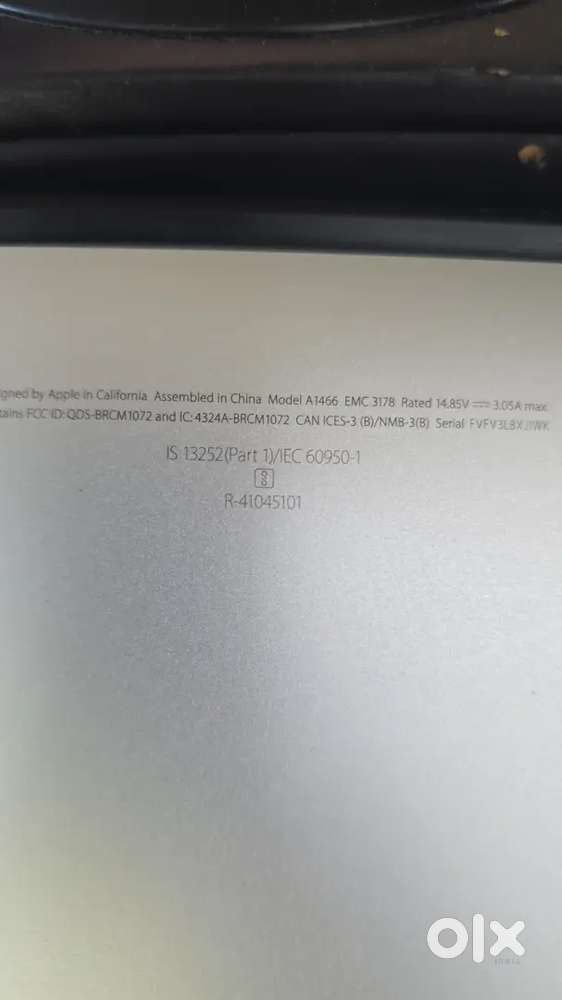 igned by Apple in California Assembled in China Model A1466 EMC 3178 Rated 14.85V ⎓ 3.05A max.
tains FCC ID: QDS-BRCM1072 and IC: 4324A-BRCM1072 CAN ICES-3 (B)/NMB-3(B) Serial
IS 13252(Part 1)/IEC 60950-1
R-41045101
olx
INDIA